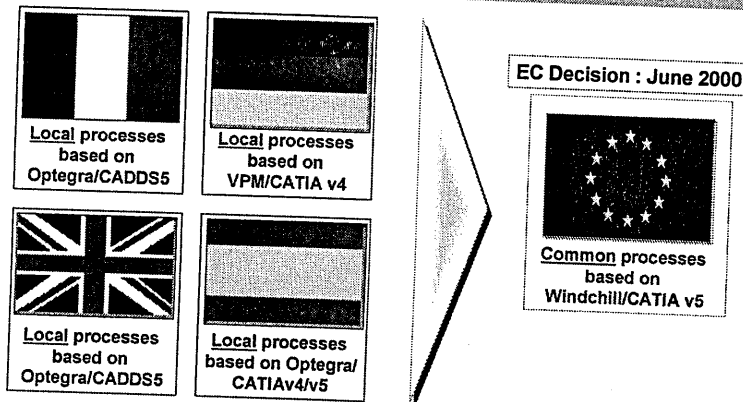 EC Decision : June 2000
Local processes
based on
Optegra/CADDS5
Local processes
based on
VPM/CATIA v4
Local processes
based on
Optegra/CADDS5
Local processes
based on Optegra/
CATIAv4/v5
Common processes
based on
Windchill/CATIA v5